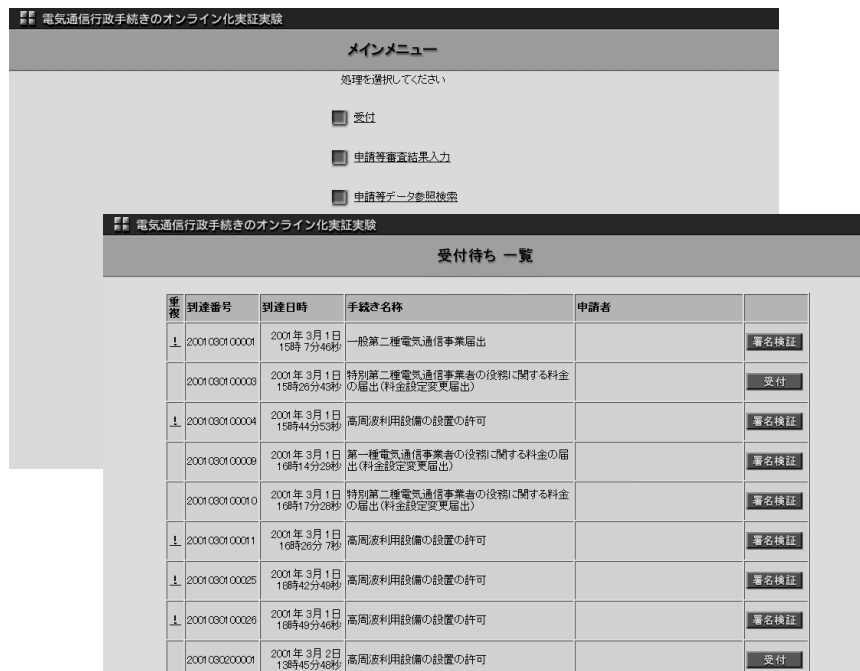 電気通信行政手続きのオンライン化実証実験
メインメニュー
処理を選択してください
受付
申請等審査結果入力
申請等データ参照検索
電気通信行政手続きのオンライン化実証実験
受付待ち 一覧
重複 到達番号 到達日時 手続き名称 申請者
! 200103010001 2001年 3月 1日 15時 7分46秒 一般第二種電気通信事業届出 署名検証
200103010003 2001年 3月 1日 15時26分43秒 特別第二種電気通信事業者の役務に関する料金の届出(料金設定変更届出) 受付
! 200103010004 2001年 3月 1日 15時44分53秒 高周波利用設備の設置の許可 署名検証
200103010009 2001年 3月 1日 16時14分29秒 第一種電気通信事業者の役務に関する料金の届出(料金設定変更届出) 署名検証
200103010010 2001年 3月 1日 16時17分28秒 特別第二種電気通信事業者の役務に関する料金の届出(料金設定変更届出) 署名検証
! 200103010011 2001年 3月 1日 16時26分 7秒 高周波利用設備の設置の許可 署名検証
! 200103010025 2001年 3月 1日 18時42分49秒 高周波利用設備の設置の許可 署名検証
! 200103010026 2001年 3月 1日 18時49分46秒 高周波利用設備の設置の許可 署名検証
200103020001 2001年 3月 2日 13時45分48秒 高周波利用設備の設置の許可 受付